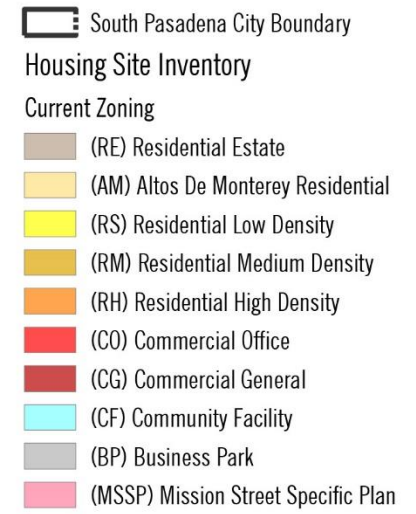 South Pasadena City Boundary
Housing Site Inventory
Current Zoning
(RE) Residential Estate
(AM) Altos De Monterey Residential
(RS) Residential Low Density
(RM) Residential Medium Density
(RH) Residential High Density
(CO) Commercial Office
(CG) Commercial General
(CF) Community Facility
(BP) Business Park
(MSSP) Mission Street Specific Plan